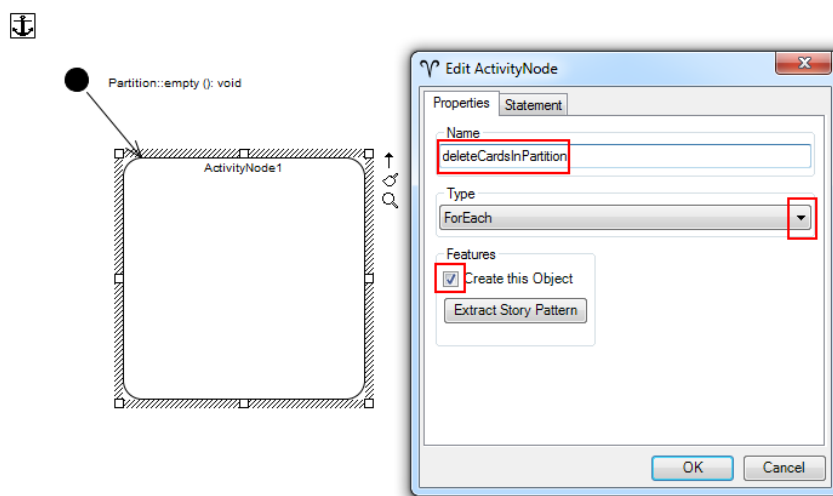 Partition::empty (): void
ActivityNode1
Edit ActivityNode
Properties Statement
Name
deleteCardsInPartition
Type
ForEach
Features
Create this Object
Extract Story Pattern
OK Cancel